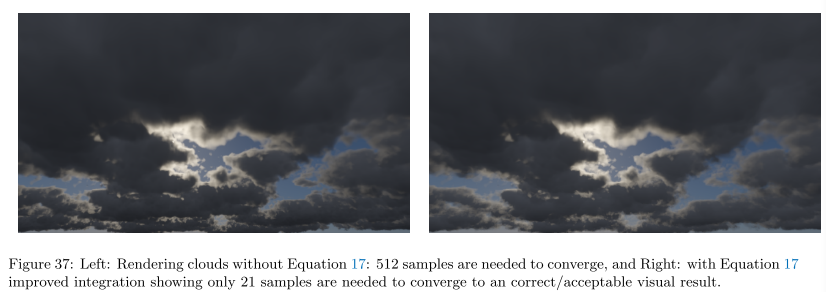 Figure 37: Left: Rendering clouds without Equation 17: 512 samples are needed to converge, and Right: with Equation 17
improved integration showing only 21 samples are needed to converge to an correct/acceptable visual result.